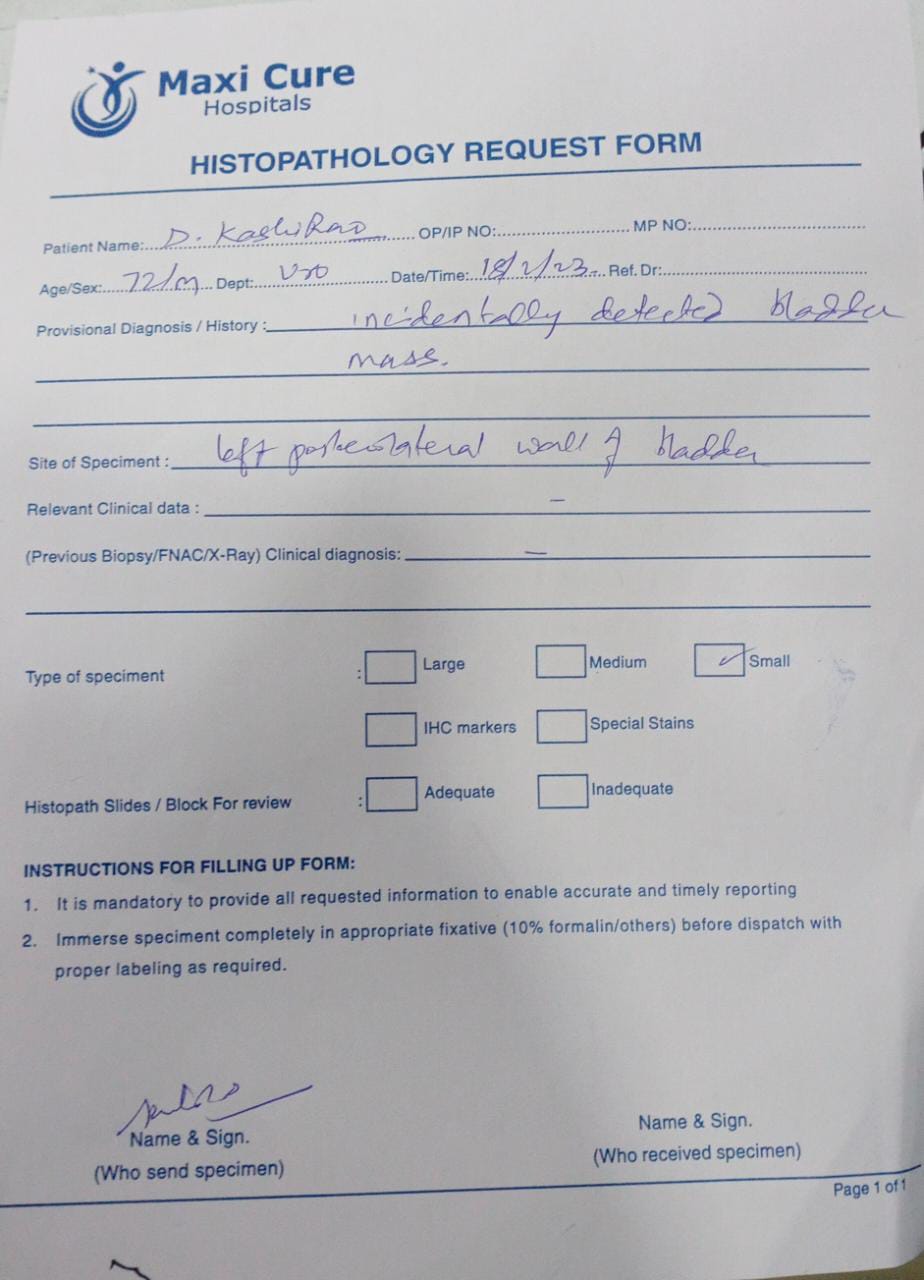 Maxi Cure
Hospitals
HISTOPATHOLOGY REQUEST FORM
Patient Name:....D. Kashi Rao........ OP/IP NO:............................ MP NO:....................................
Age/Sex:....72/M... Dept:....Uro............ Date/Time:..18/2/23... Ref. Dr:............................................
Provisional Diagnosis / History : incidentally detected bladder
mass.
Site of Speciment : left posterolateral wall of bladder
Relevant Clinical data : –
(Previous Biopsy/FNAC/X-Ray) Clinical diagnosis: –
Type of speciment : Large Medium ✓ Small
IHC markers Special Stains
Histopath Slides / Block For review : Adequate Inadequate
INSTRUCTIONS FOR FILLING UP FORM:
1. It is mandatory to provide all requested information to enable accurate and timely reporting
2. Immerse speciment completely in appropriate fixative (10% formalin/others) before dispatch with
proper labeling as required.
Name & Sign. Name & Sign.
(Who send specimen) (Who received specimen)
Page 1 of 1